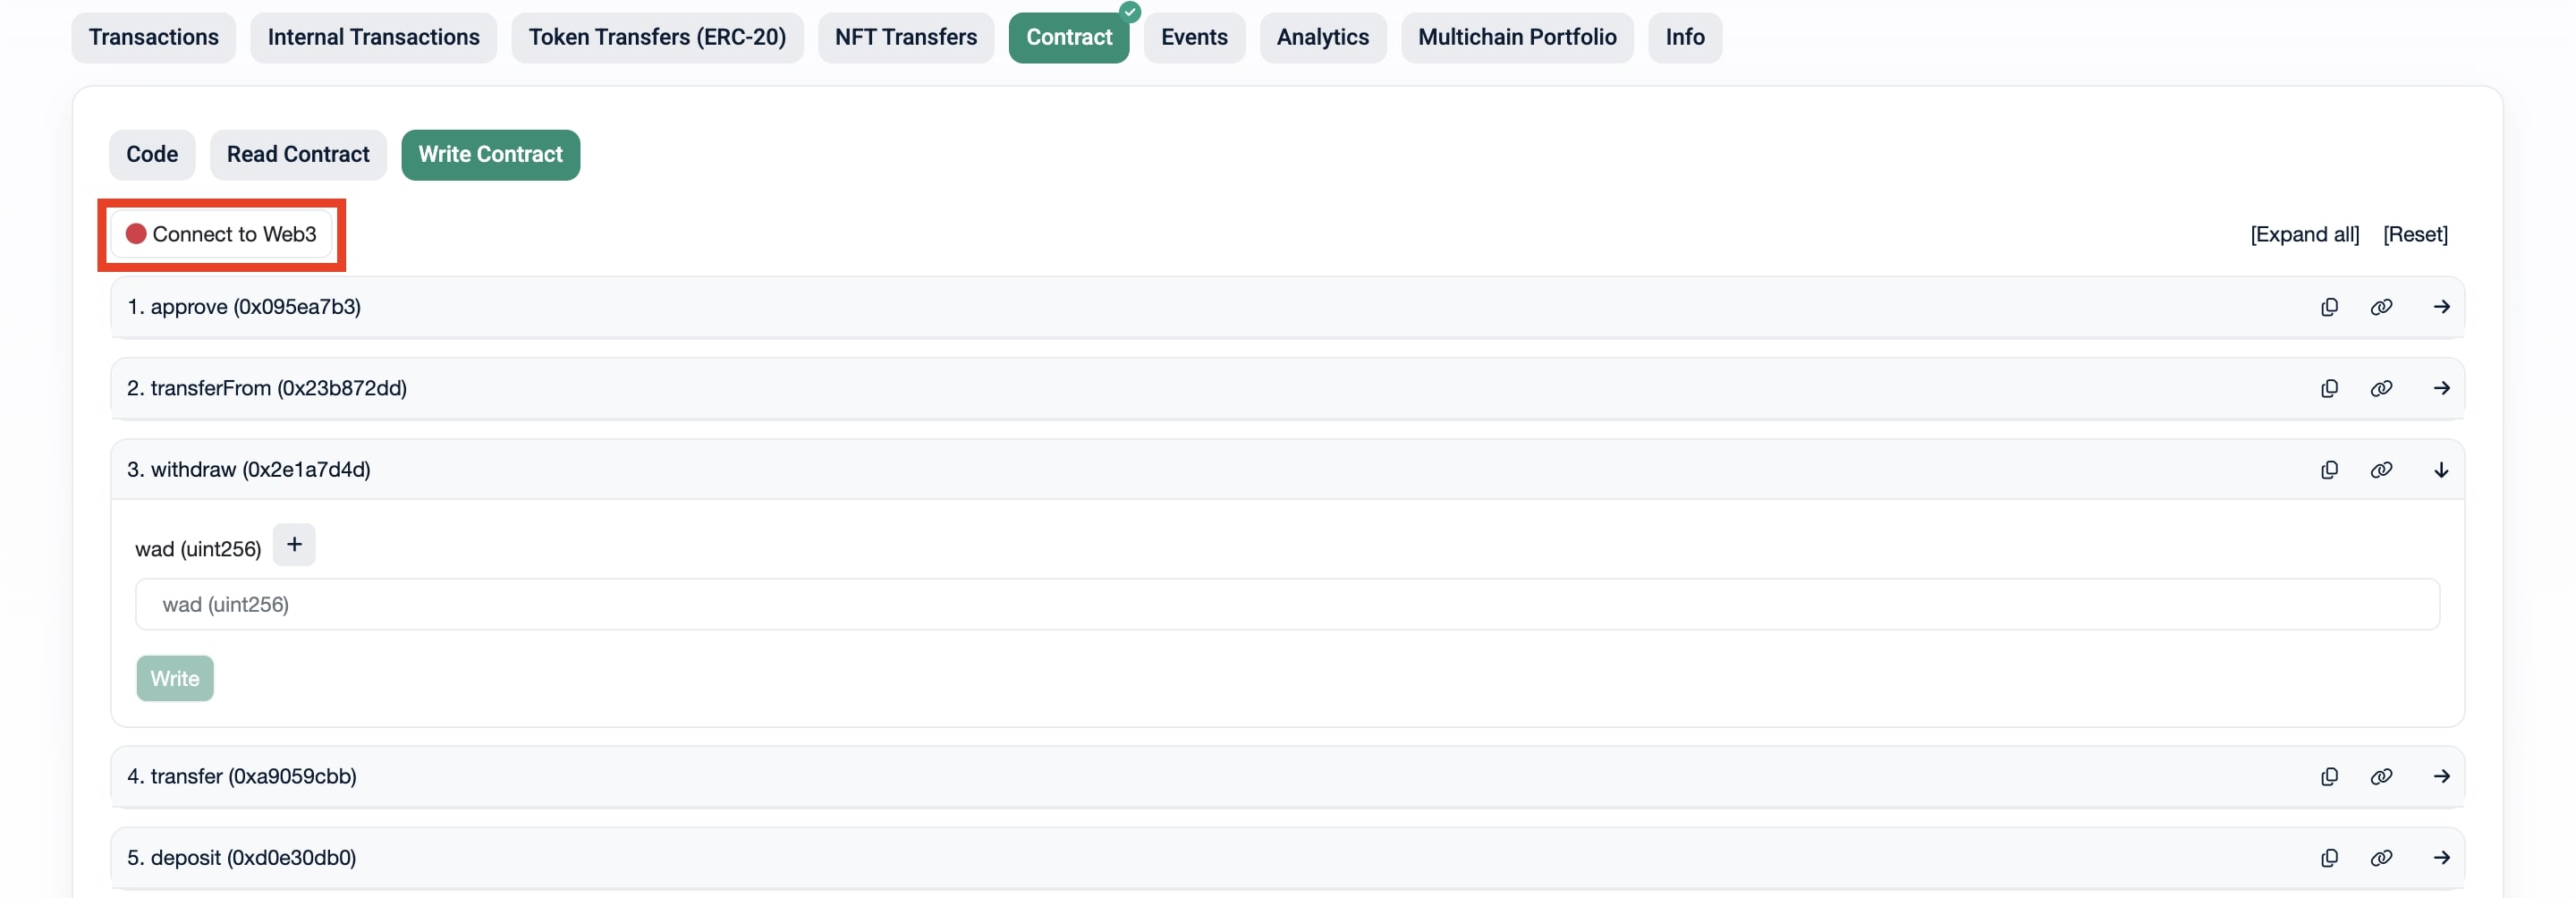 Transactions Internal Transactions Token Transfers (ERC-20) NFT Transfers Contract Events Analytics Multichain Portfolio Info
Code Read Contract Write Contract
Connect to Web3 [Expand all] [Reset]
1. approve (0x095ea7b3)
2. transferFrom (0x23b872dd)
3. withdraw (0x2e1a7d4d)
wad (uint256) +
wad (uint256)
Write
4. transfer (0xa9059cbb)
5. deposit (0xd0e30db0)